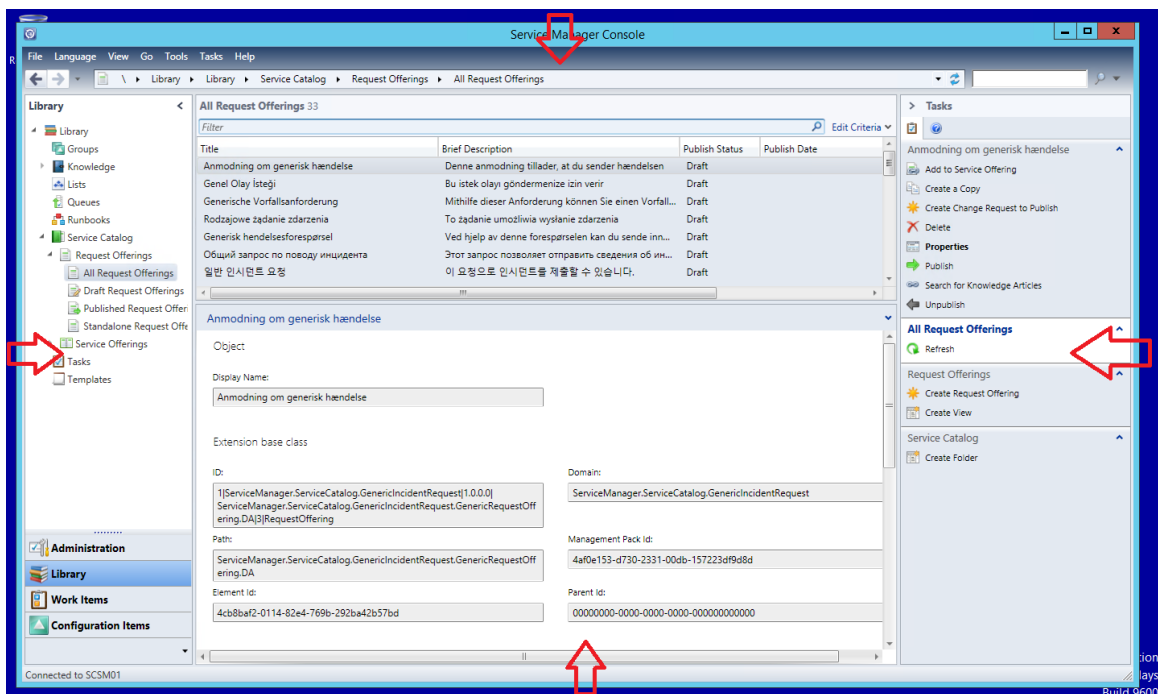 Service Manager Console
File Language View Go Tools Tasks Help
\ Library Library Service Catalog Request Offerings All Request Offerings
Library
Library
Groups
Knowledge
Lists
Queues
Runbooks
Service Catalog
Request Offerings
All Request Offerings
Draft Request Offerings
Published Request Offeri
Standalone Request Offe
Service Offerings
Tasks
Templates
Administration
Library
Work Items
Configuration Items
All Request Offerings 33
Filter Edit Criteria
Title Brief Description Publish Status Publish Date
Anmodning om generisk hændelse Denne anmodning tillader, at du sender hændelsen Draft
Genel Olay İsteği Bu istek olayı göndermenize izin verir Draft
Generische Vorfallsanforderung Mithilfe dieser Anforderung können Sie einen Vorfall... Draft
Rodzajowe żądanie zdarzenia To żądanie umożliwia wysłanie zdarzenia Draft
Generisk hendelsesforespørsel Ved hjelp av denne forespørselen kan du sende inn... Draft
Общий запрос по поводу инцидента Этот запрос позволяет отправить сведения об ин... Draft
일반 인시던트 요청 이 요청으로 인시던트를 제출할 수 있습니다. Draft
Anmodning om generisk hændelse
Object
Display Name:
Anmodning om generisk hændelse
Extension base class
ID:
1|ServiceManager.ServiceCatalog.GenericIncidentRequest|1.0.0.0|
ServiceManager.ServiceCatalog.GenericIncidentRequest.GenericRequestOff
ering.DA|3|RequestOffering
Domain:
ServiceManager.ServiceCatalog.GenericIncidentRequest
Path:
ServiceManager.ServiceCatalog.GenericIncidentRequest.GenericRequestOff
ering.DA
Management Pack Id:
4af0e153-d730-2331-00db-157223df9d8d
Element Id:
4cb8baf2-0114-82e4-769b-292ba42b57bd
Parent Id:
00000000-0000-0000-0000-000000000000
Tasks
Anmodning om generisk hændelse
Add to Service Offering
Create a Copy
Create Change Request to Publish
Delete
Properties
Publish
Search for Knowledge Articles
Unpublish
All Request Offerings
Refresh
Request Offerings
Create Request Offering
Create View
Service Catalog
Create Folder
Connected to SCSM01
Build 9600